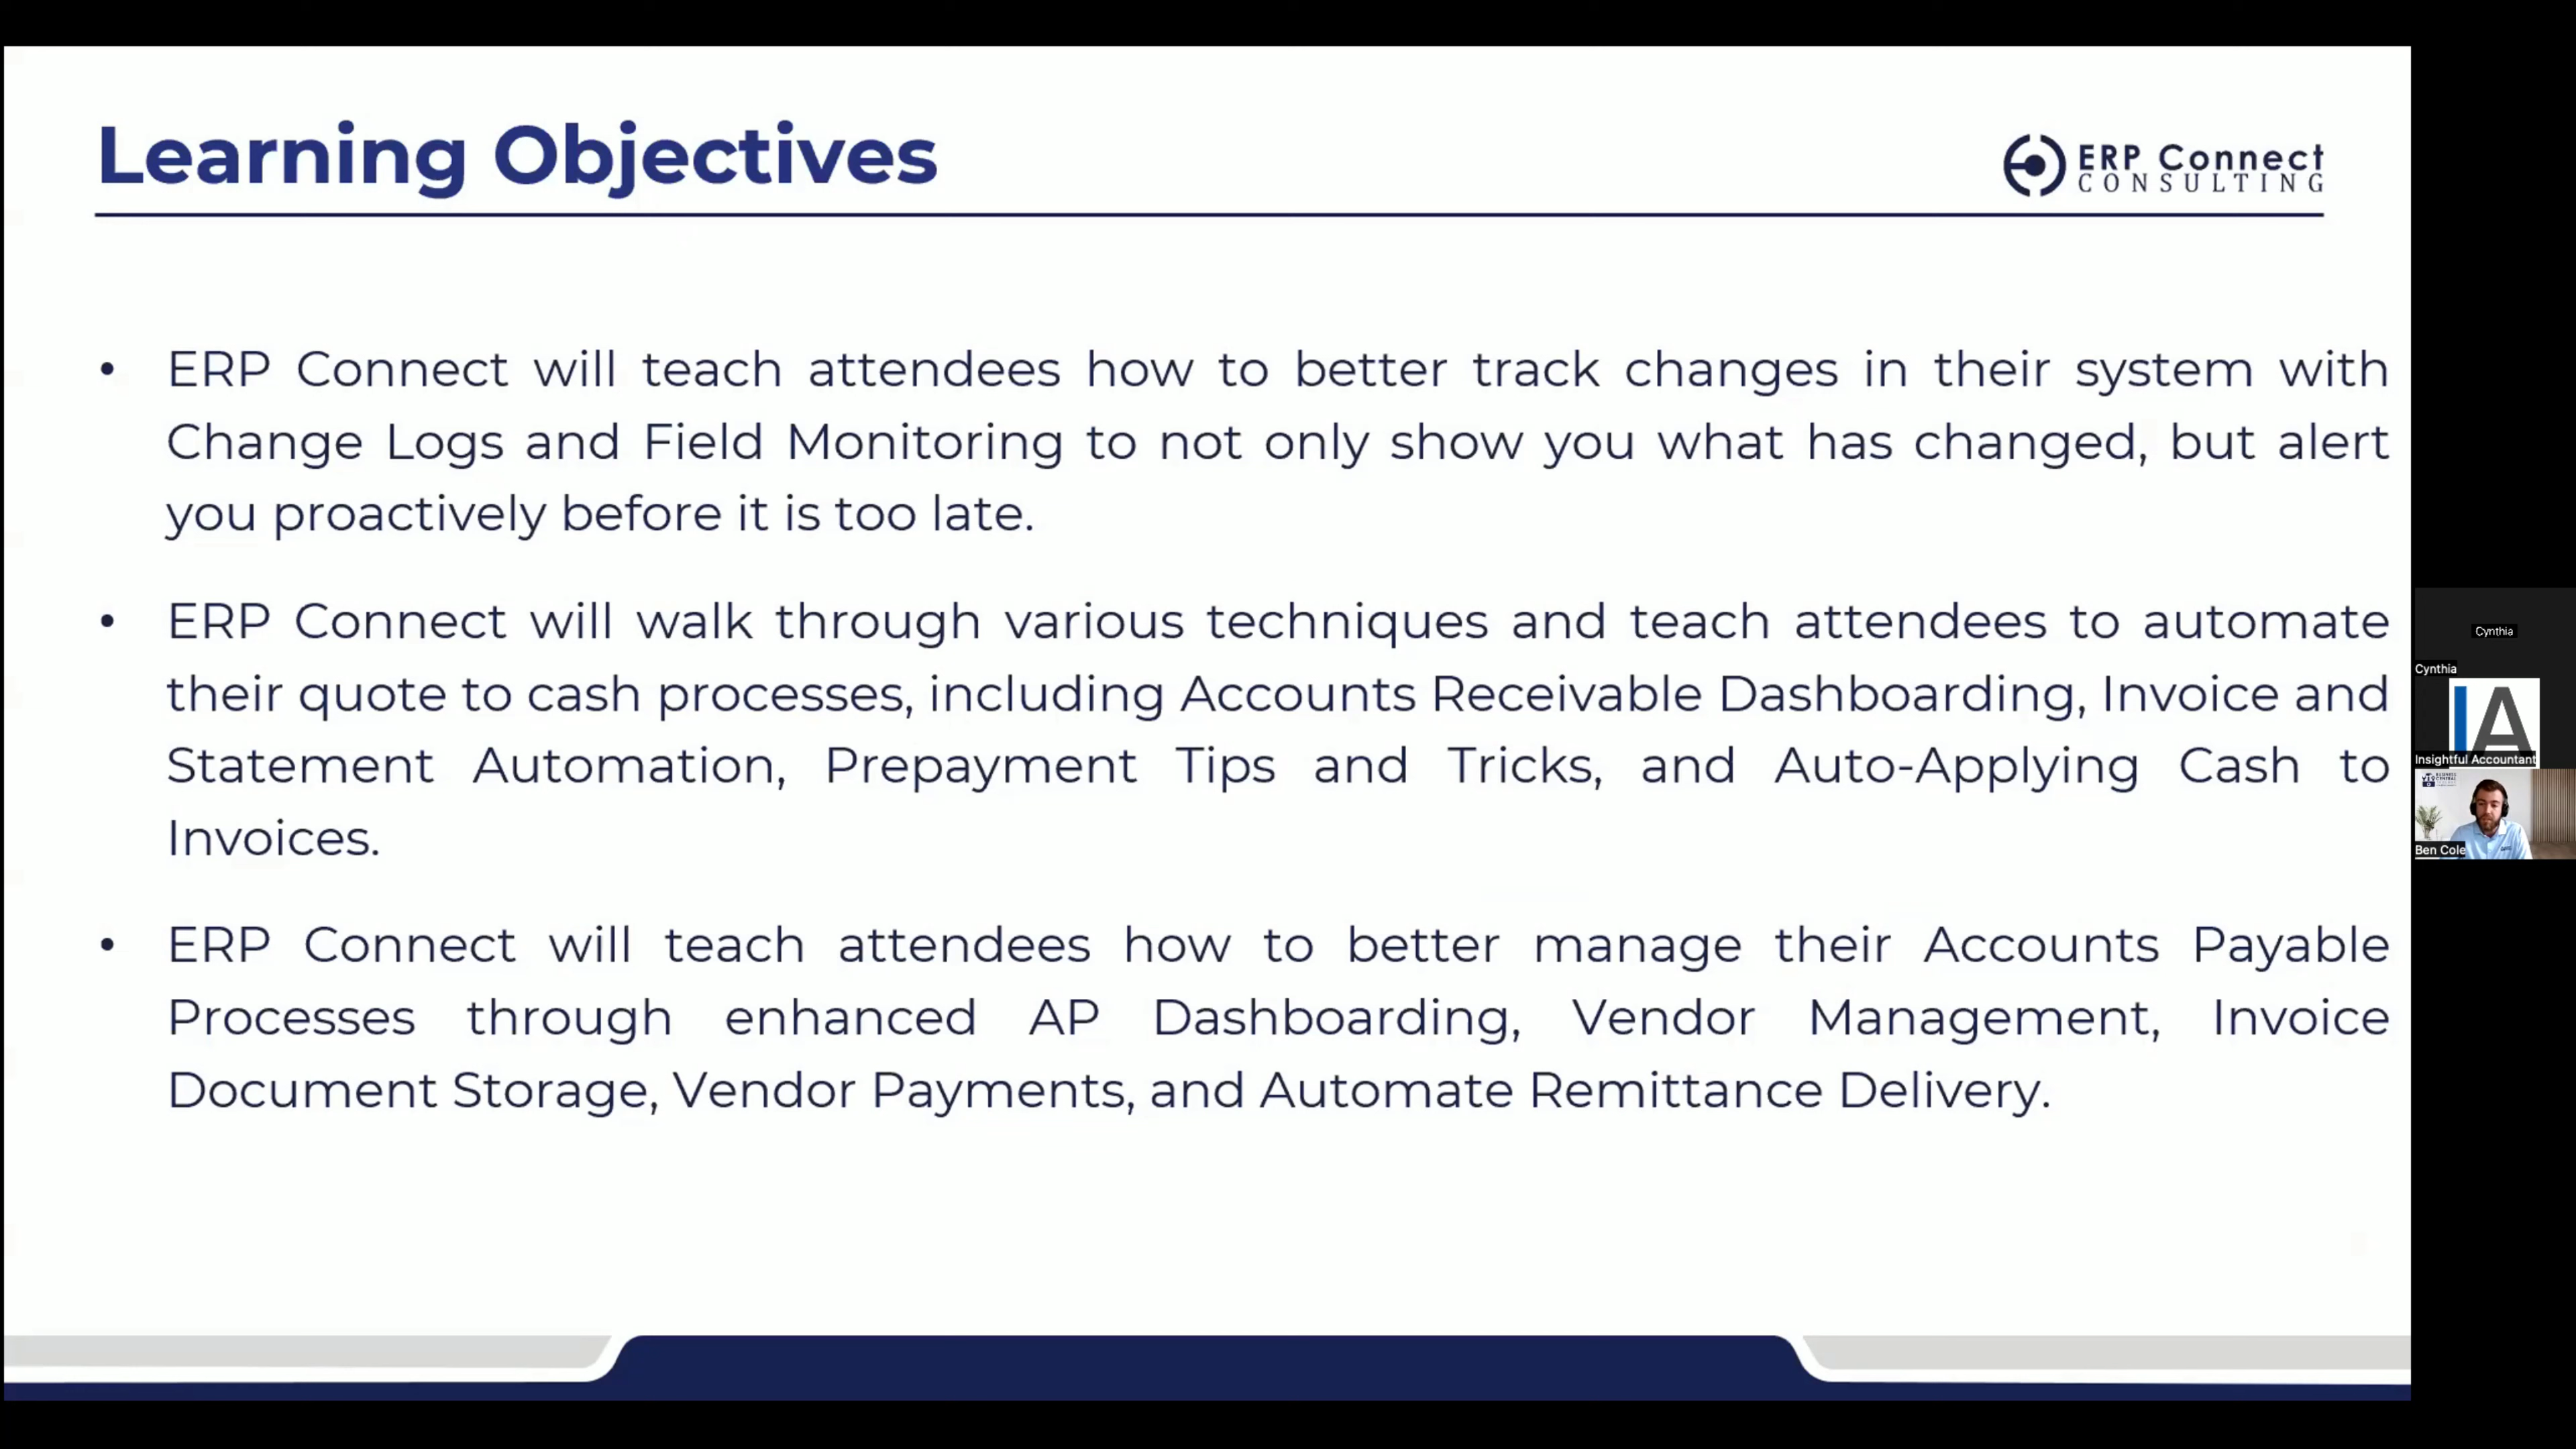 Learning Objectives
ERP Connect
CONSULTING
• ERP Connect will teach attendees how to better track changes in their system with
Change Logs and Field Monitoring to not only show you what has changed, but alert
you proactively before it is too late.
• ERP Connect will walk through various techniques and teach attendees to automate
their quote to cash processes, including Accounts Receivable Dashboarding, Invoice and
Statement Automation, Prepayment Tips and Tricks, and Auto-Applying Cash to
Invoices.
• ERP Connect will teach attendees how to better manage their Accounts Payable
Processes through enhanced AP Dashboarding, Vendor Management, Invoice
Document Storage, Vendor Payments, and Automate Remittance Delivery.
Cynthia
Cynthia
IA
Insightful Accountant
Ben Cole